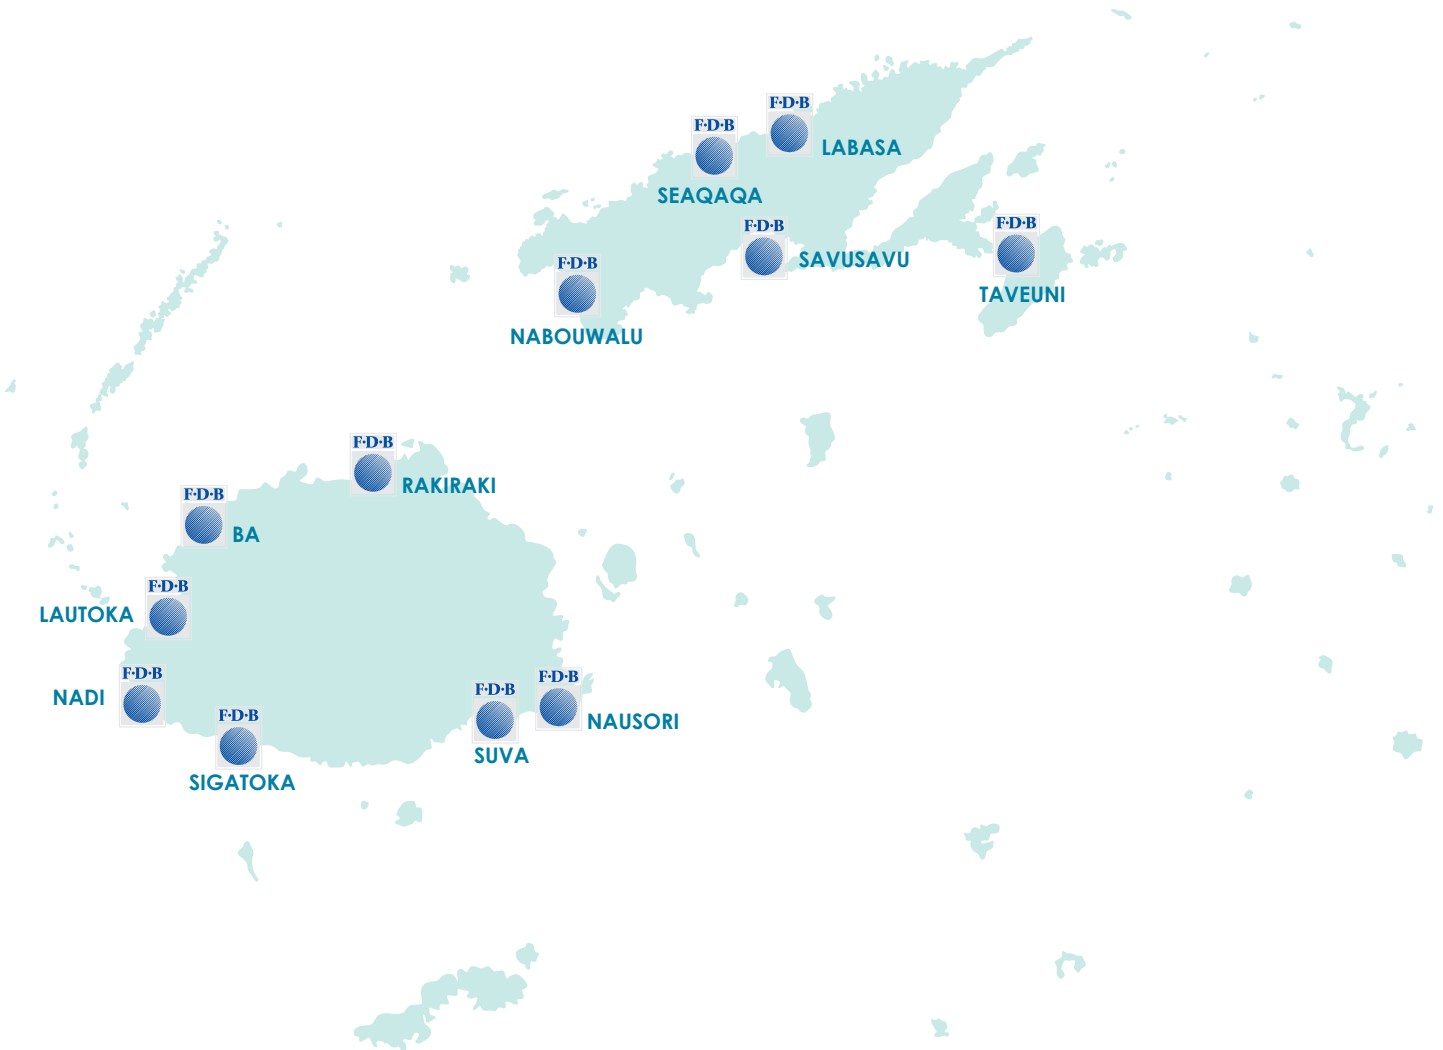 F·D·B
LABASA
F·D·B
SEAQAQA
F·D·B
SAVUSAVU
F·D·B
TAVEUNI
F·D·B
NABOUWALU
F·D·B
RAKIRAKI
F·D·B
BA
F·D·B
LAUTOKA
F·D·B
NADI
F·D·B
SIGATOKA
F·D·B
SUVA
F·D·B
NAUSORI